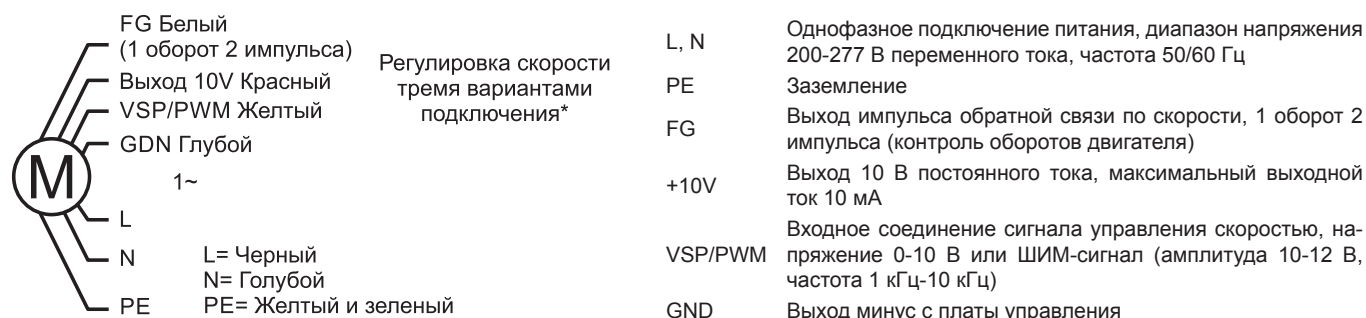 FG Белый
(1 оборот 2 импульса)
Выход 10V Красный
VSP/PWM Желтый
GDN Глубой
M
1~
L
N
PE
L= Черный
N= Голубой
PE= Желтый и зеленый
Регулировка скорости
тремя вариантами
подключения*
L, N
Однофазное подключение питания, диапазон напряжения
200-277 В переменного тока, частота 50/60 Гц
PE
Заземление
FG
Выход импульса обратной связи по скорости, 1 оборот 2
импульса (контроль оборотов двигателя)
+10V
Выход 10 В постоянного тока, максимальный выходной
ток 10 мА
VSP/PWM
Входное соединение сигнала управления скоростью, на-
пряжение 0-10 В или ШИМ-сигнал (амплитуда 10-12 В,
частота 1 кГц-10 кГц)
GND
Выход минус с платы управления